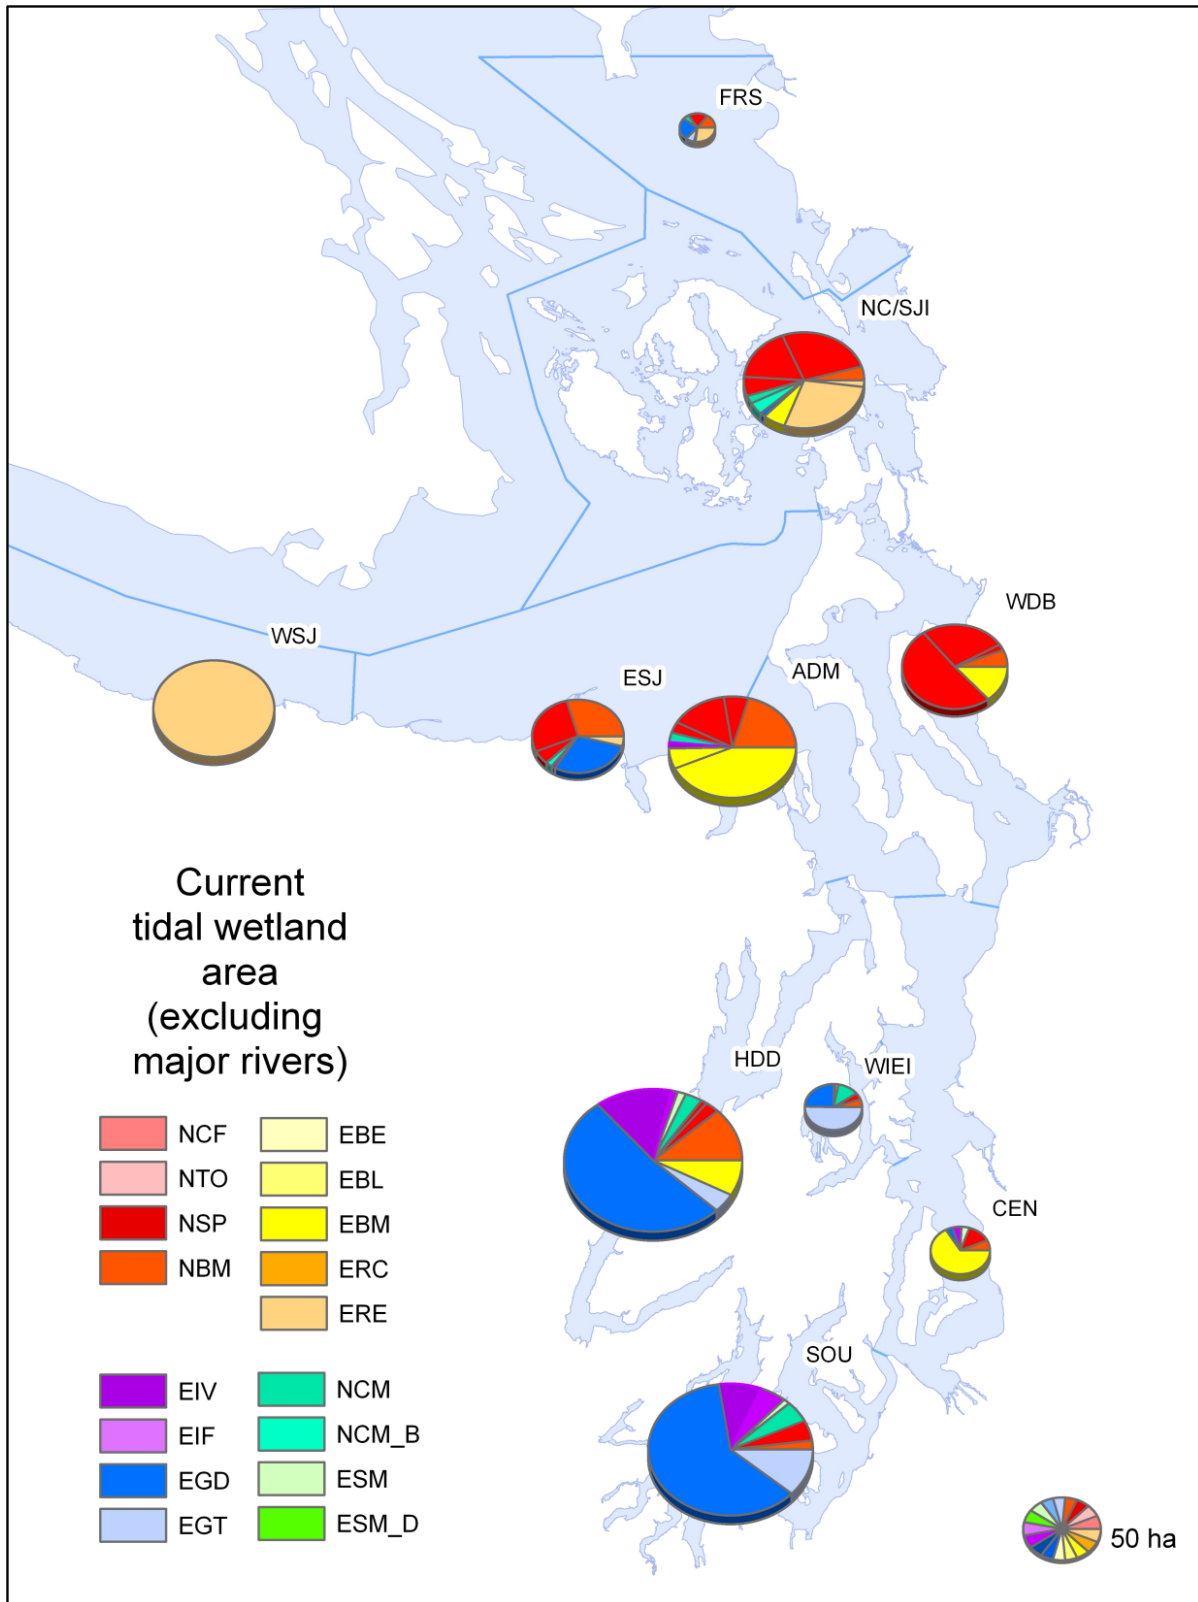 FRS
NC/SJI
WDB
WSJ
ESJ
ADM
Current
tidal wetland
area
(excluding
major rivers)
HDD
WIEI
CEN
SOU
NCF
NTO
NSP
NBM
EBE
EBL
EBM
ERC
ERE
EIV
EIF
EGD
EGT
NCM
NCM_B
ESM
ESM_D
50 ha